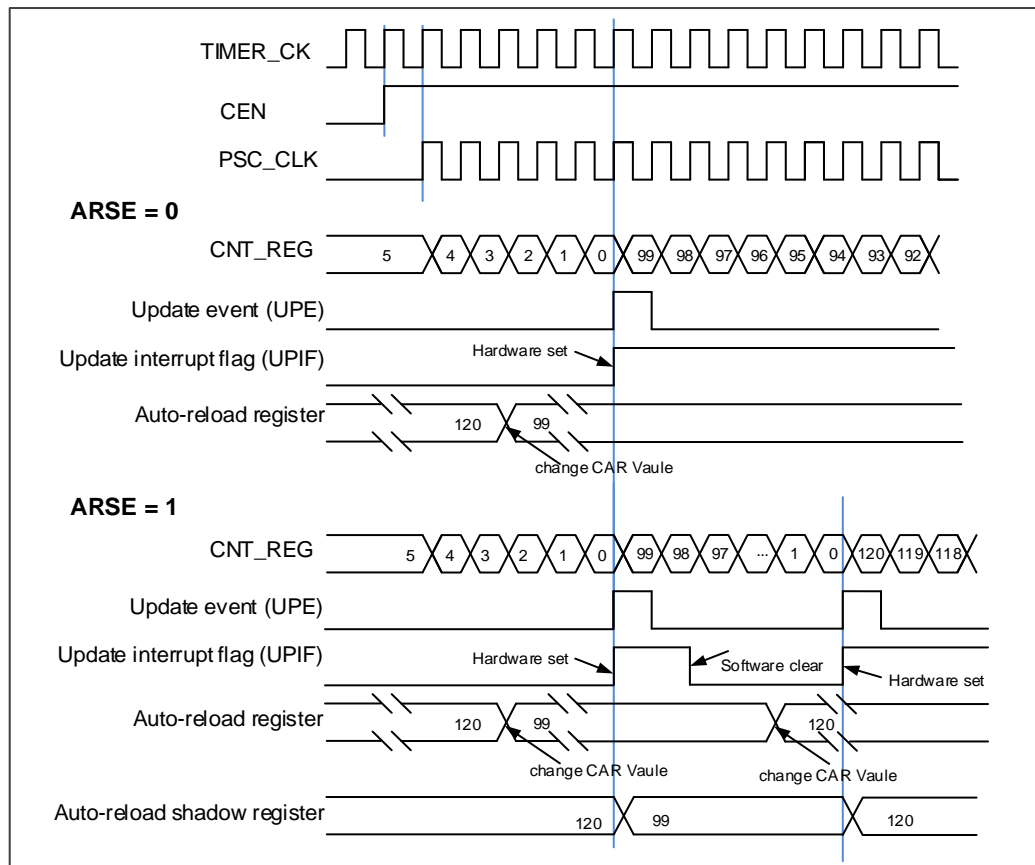 TIMER_CK
CEN
PSC_CLK
ARSE = 0
CNT_REG 5 4 3 2 1 0 99 98 97 96 95 94 93 92
Update event (UPE)
Update interrupt flag (UPIF) Hardware set
Auto-reload register 120 99
change CAR Vaule
ARSE = 1
CNT_REG 5 4 3 2 1 0 99 98 97 ... 1 0 120 119 118
Update event (UPE)
Update interrupt flag (UPIF) Hardware set Software clear Hardware set
Auto-reload register 120 99 120
change CAR Vaule change CAR Vaule
Auto-reload shadow register 120 99 120